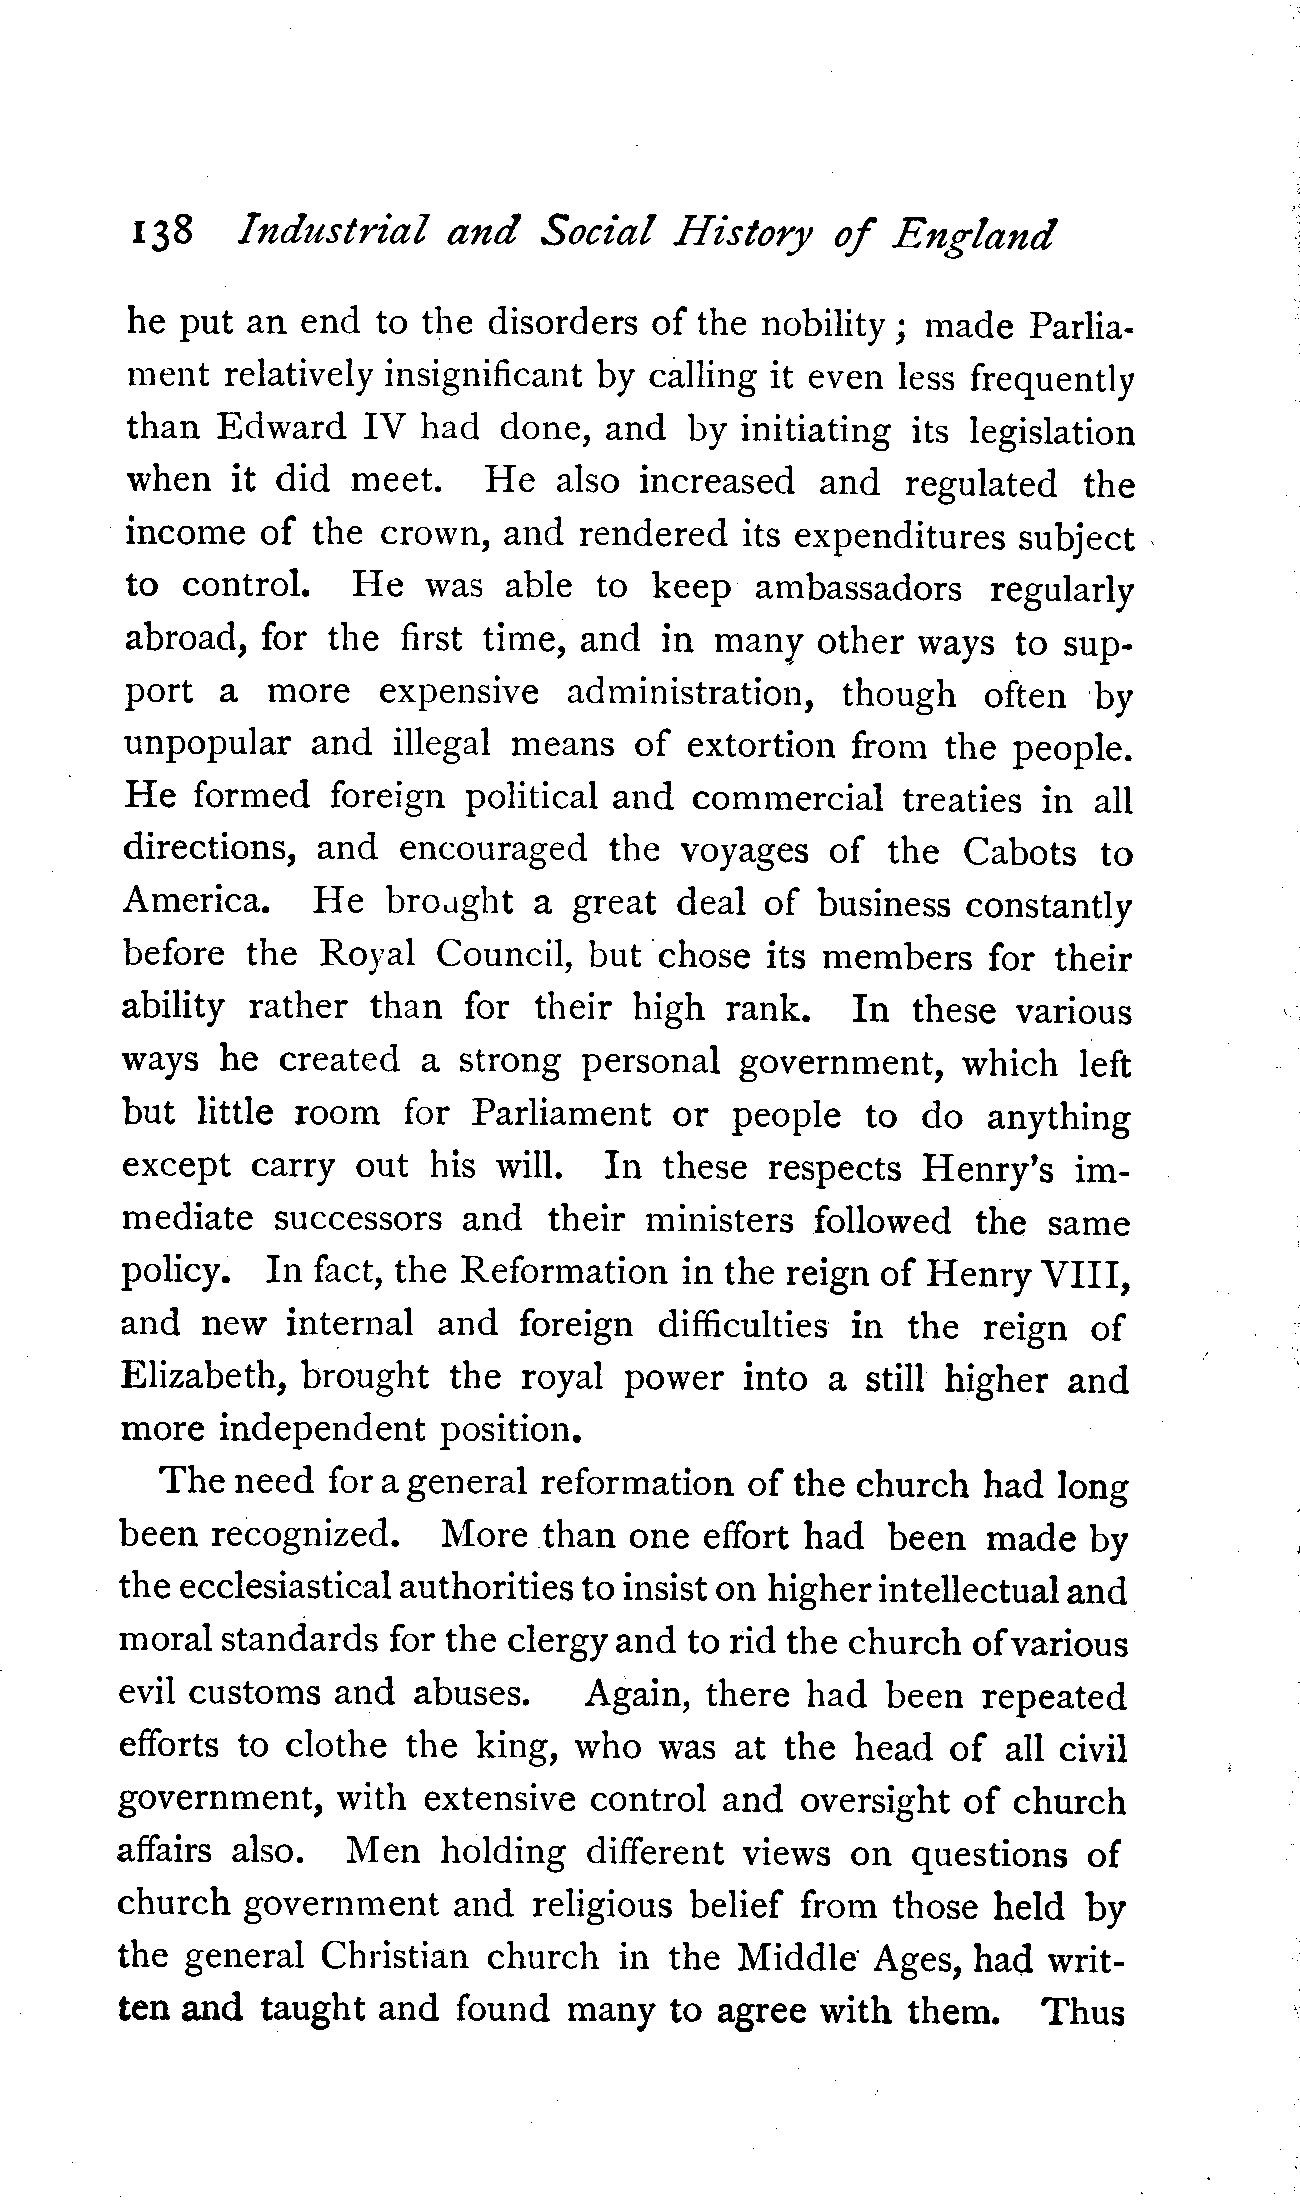 138 Industrial and Social History of England
he put an end to the disorders of the nobility ; made Parlia-
ment relatively insignificant by calling it even less frequently
than Edward IV had done, and by initiating its legislation
when it did meet. He also increased and regulated the
income of the crown, and rendered its expenditures subject
to control. He was able to keep ambassadors regularly
abroad, for the first time, and in many other ways to sup-
port a more expensive administration, though often by
unpopular and illegal means of extortion from the people.
He formed foreign political and commercial treaties in all
directions, and encouraged the voyages of the Cabots to
America. He brought a great deal of business constantly
before the Royal Council, but chose its members for their
ability rather than for their high rank. In these various
ways he created a strong personal government, which left
but little room for Parliament or people to do anything
except carry out his will. In these respects Henry's im-
mediate successors and their ministers followed the same
policy. In fact, the Reformation in the reign of Henry VIII,
and new internal and foreign difficulties in the reign of
Elizabeth, brought the royal power into a still higher and
more independent position.
The need for a general reformation of the church had long
been recognized. More than one effort had been made by
the ecclesiastical authorities to insist on higher intellectual and
moral standards for the clergy and to rid the church of various
evil customs and abuses. Again, there had been repeated
efforts to clothe the king, who was at the head of all civil
government, with extensive control and oversight of church
affairs also. Men holding different views on questions of
church government and religious belief from those held by
the general Christian church in the Middle Ages, had writ-
ten and taught and found many to agree with them. Thus